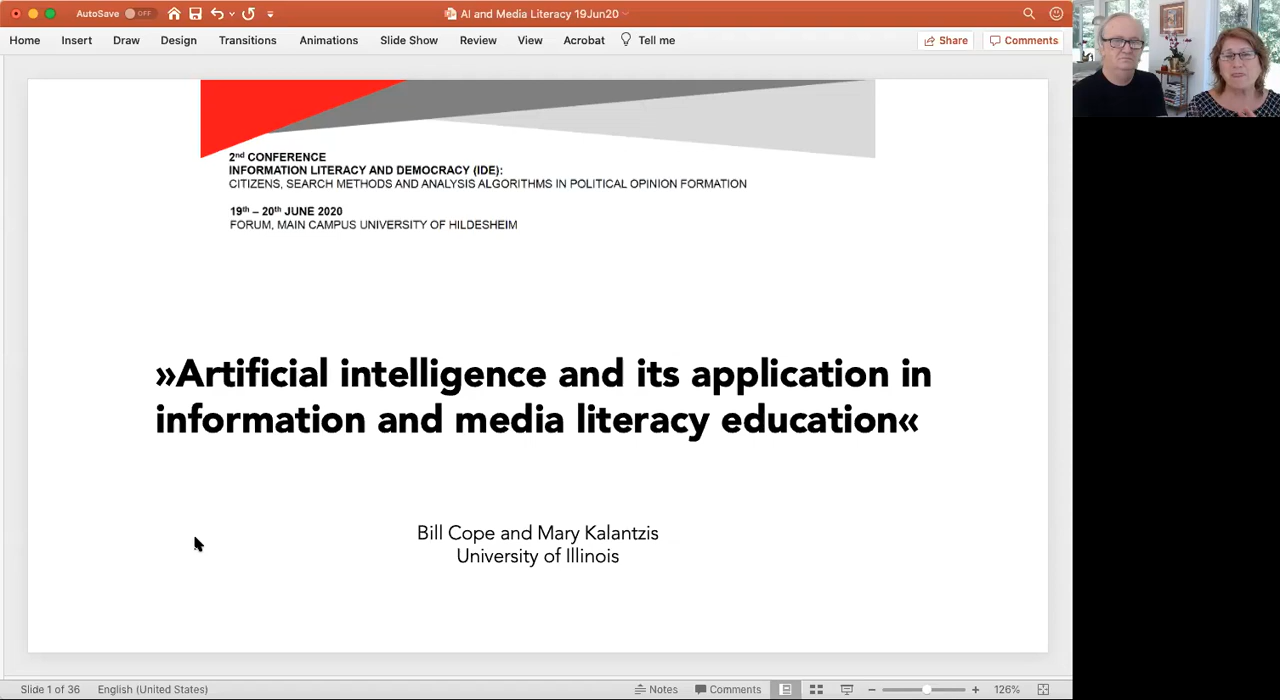 AutoSave OFF AI and Media Literacy 19Jun20
Home Insert Draw Design Transitions Animations Slide Show Review View Acrobat Tell me Share Comments
2nd CONFERENCE
INFORMATION LITERACY AND DEMOCRACY (IDE):
CITIZENS, SEARCH METHODS AND ANALYSIS ALGORITHMS IN POLITICAL OPINION FORMATION
19th – 20th JUNE 2020
FORUM, MAIN CAMPUS UNIVERSITY OF HILDESHEIM
»Artificial intelligence and its application in
information and media literacy education«
Bill Cope and Mary Kalantzis
University of Illinois
Slide 1 of 36 English (United States) Notes Comments 126%